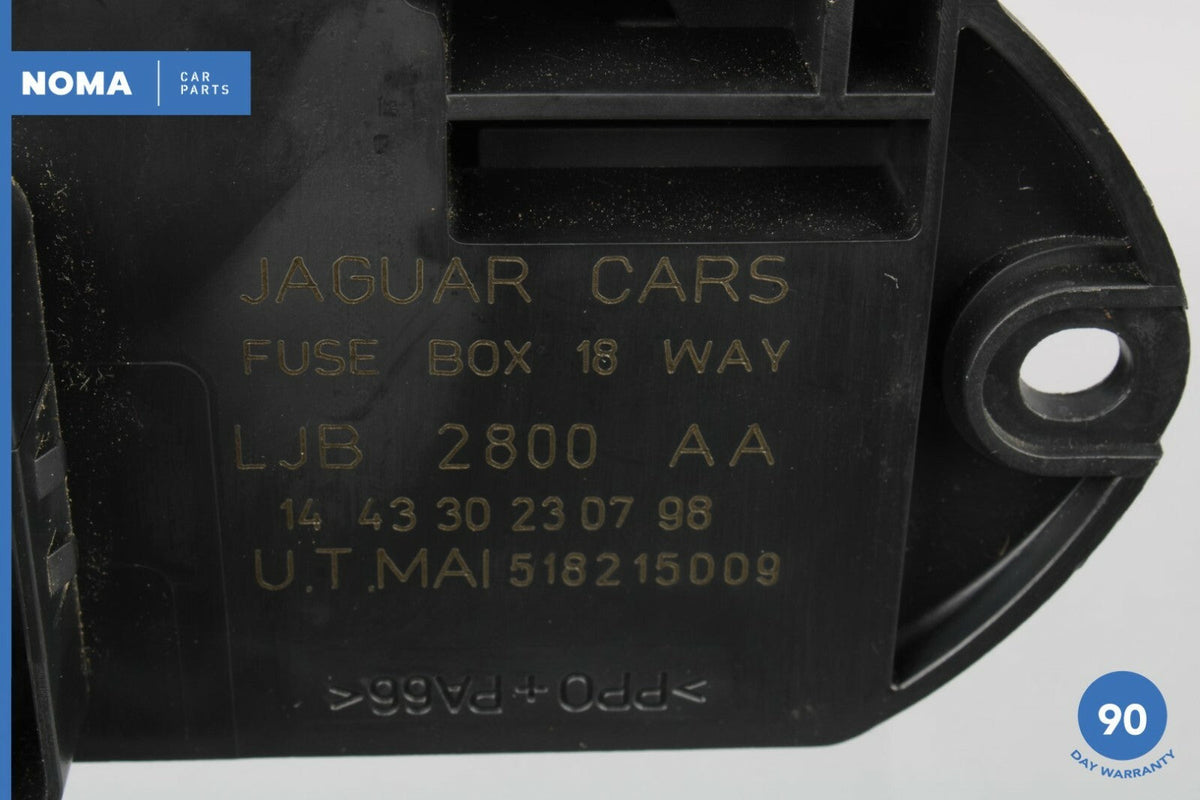 NOMA CAR PARTS
JAGUAR CARS
FUSE BOX 18 WAY
LJB 2800 AA
14 43 30 23 07 98
U.T.MAI 518215009
>PPO+PA66<
90
DAY WARRANTY